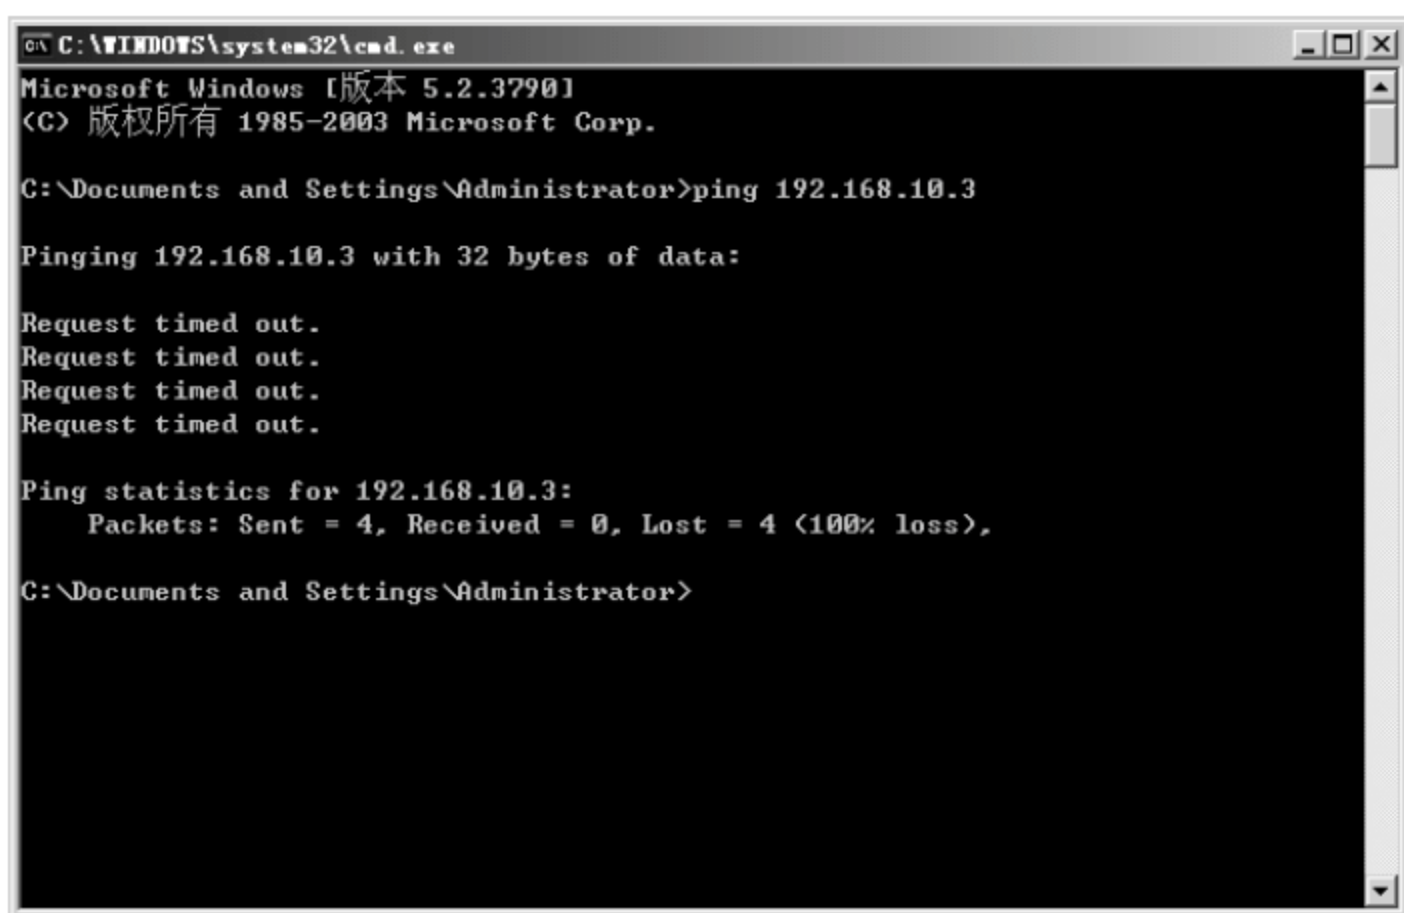 C:\WINDOWS\system32\cmd.exe
Microsoft Windows [版本 5.2.3790]
(C) 版权所有 1985-2003 Microsoft Corp.
C:\Documents and Settings\Administrator>ping 192.168.10.3
Pinging 192.168.10.3 with 32 bytes of data:
Request timed out.
Request timed out.
Request timed out.
Request timed out.
Ping statistics for 192.168.10.3:
    Packets: Sent = 4, Received = 0, Lost = 4 (100% loss),
C:\Documents and Settings\Administrator>